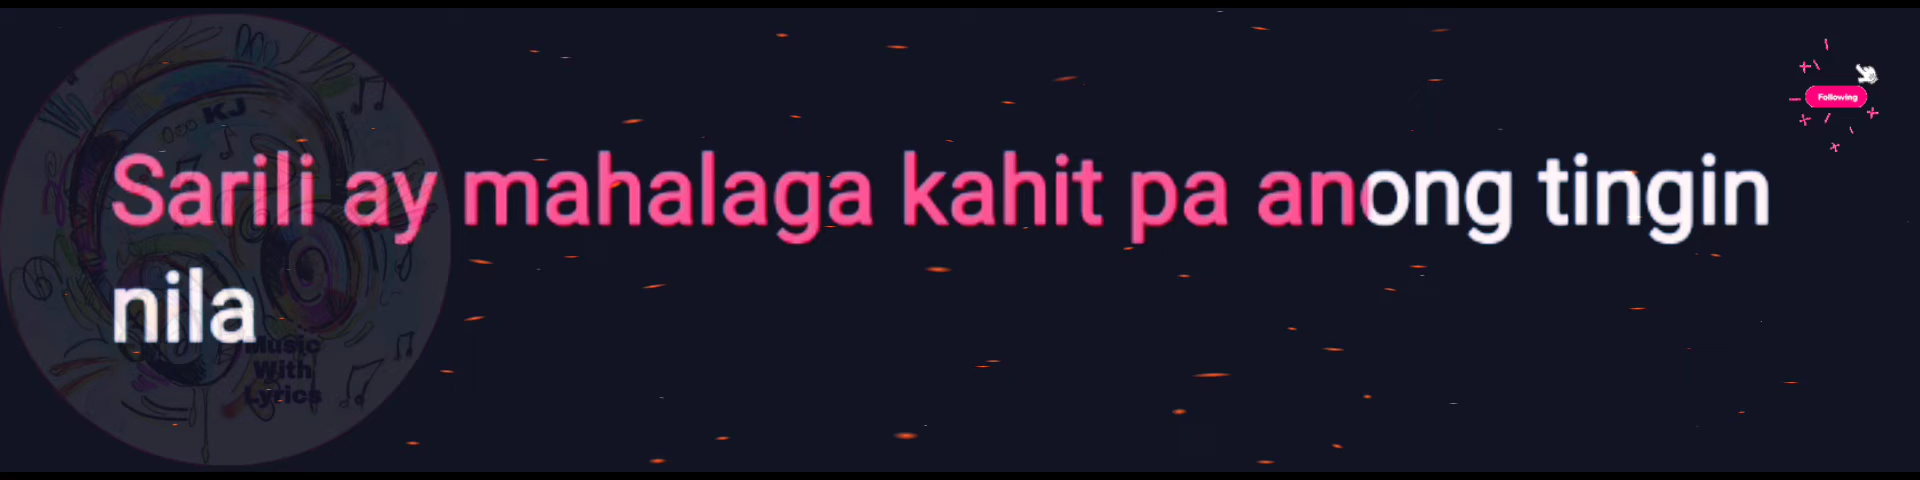 Sarili ay mahalaga kahit pa anong tingin
nila
KJ
Music
With
Lyrics
Following